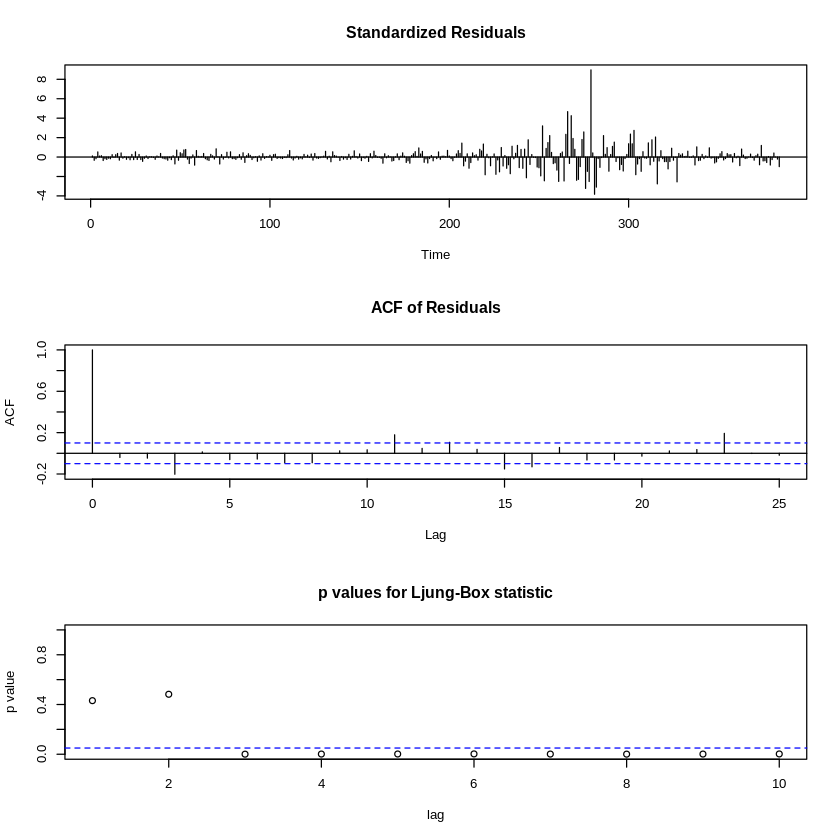 Standardized Residuals
8
6
4
2
0
-4
0 100 200 300
Time
ACF of Residuals
1.0
0.6
0.2
-0.2
ACF
0 5 10 15 20 25
Lag
p values for Ljung-Box statistic
0.8
0.4
0.0
p value
2 4 6 8 10
lag